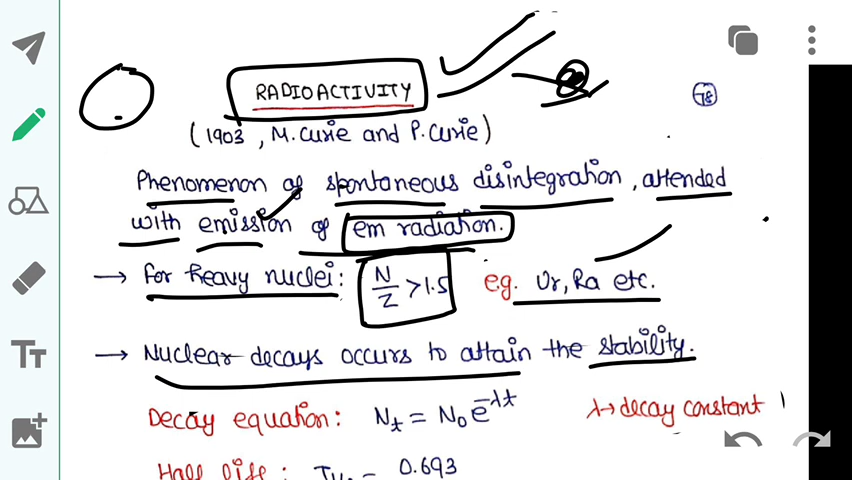 RADIOACTIVITY
78
(1903, M. Curie and P. Curie)
Phenomenon of spontaneous disintegration, attended
with emission of em radiation.
→ for heavy nuclei: N/Z > 1.5 e.g. Ur, Ra etc.
→ Nuclear decays occurs to attain the stability.
Decay equation: Nₜ = N₀ e^-λt λ→ decay constant
Half life: T = 0.693
TT